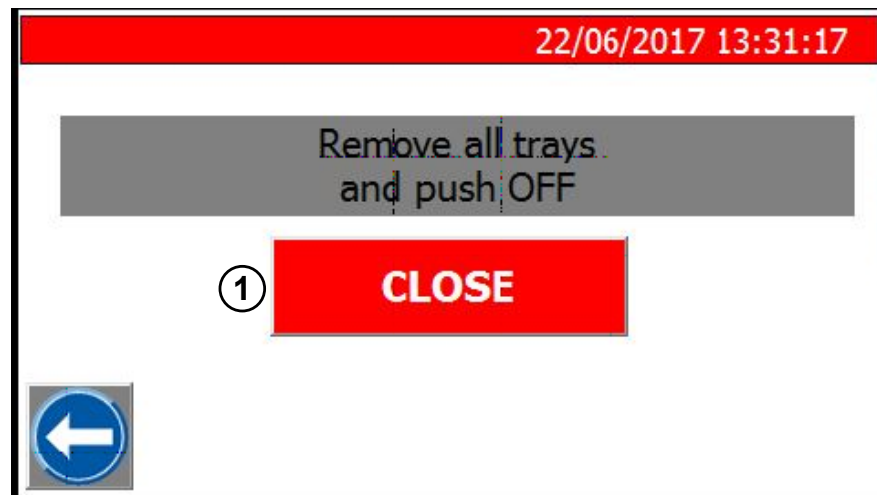 22/06/2017 13:31:17
Remove all trays
and push OFF
1
CLOSE